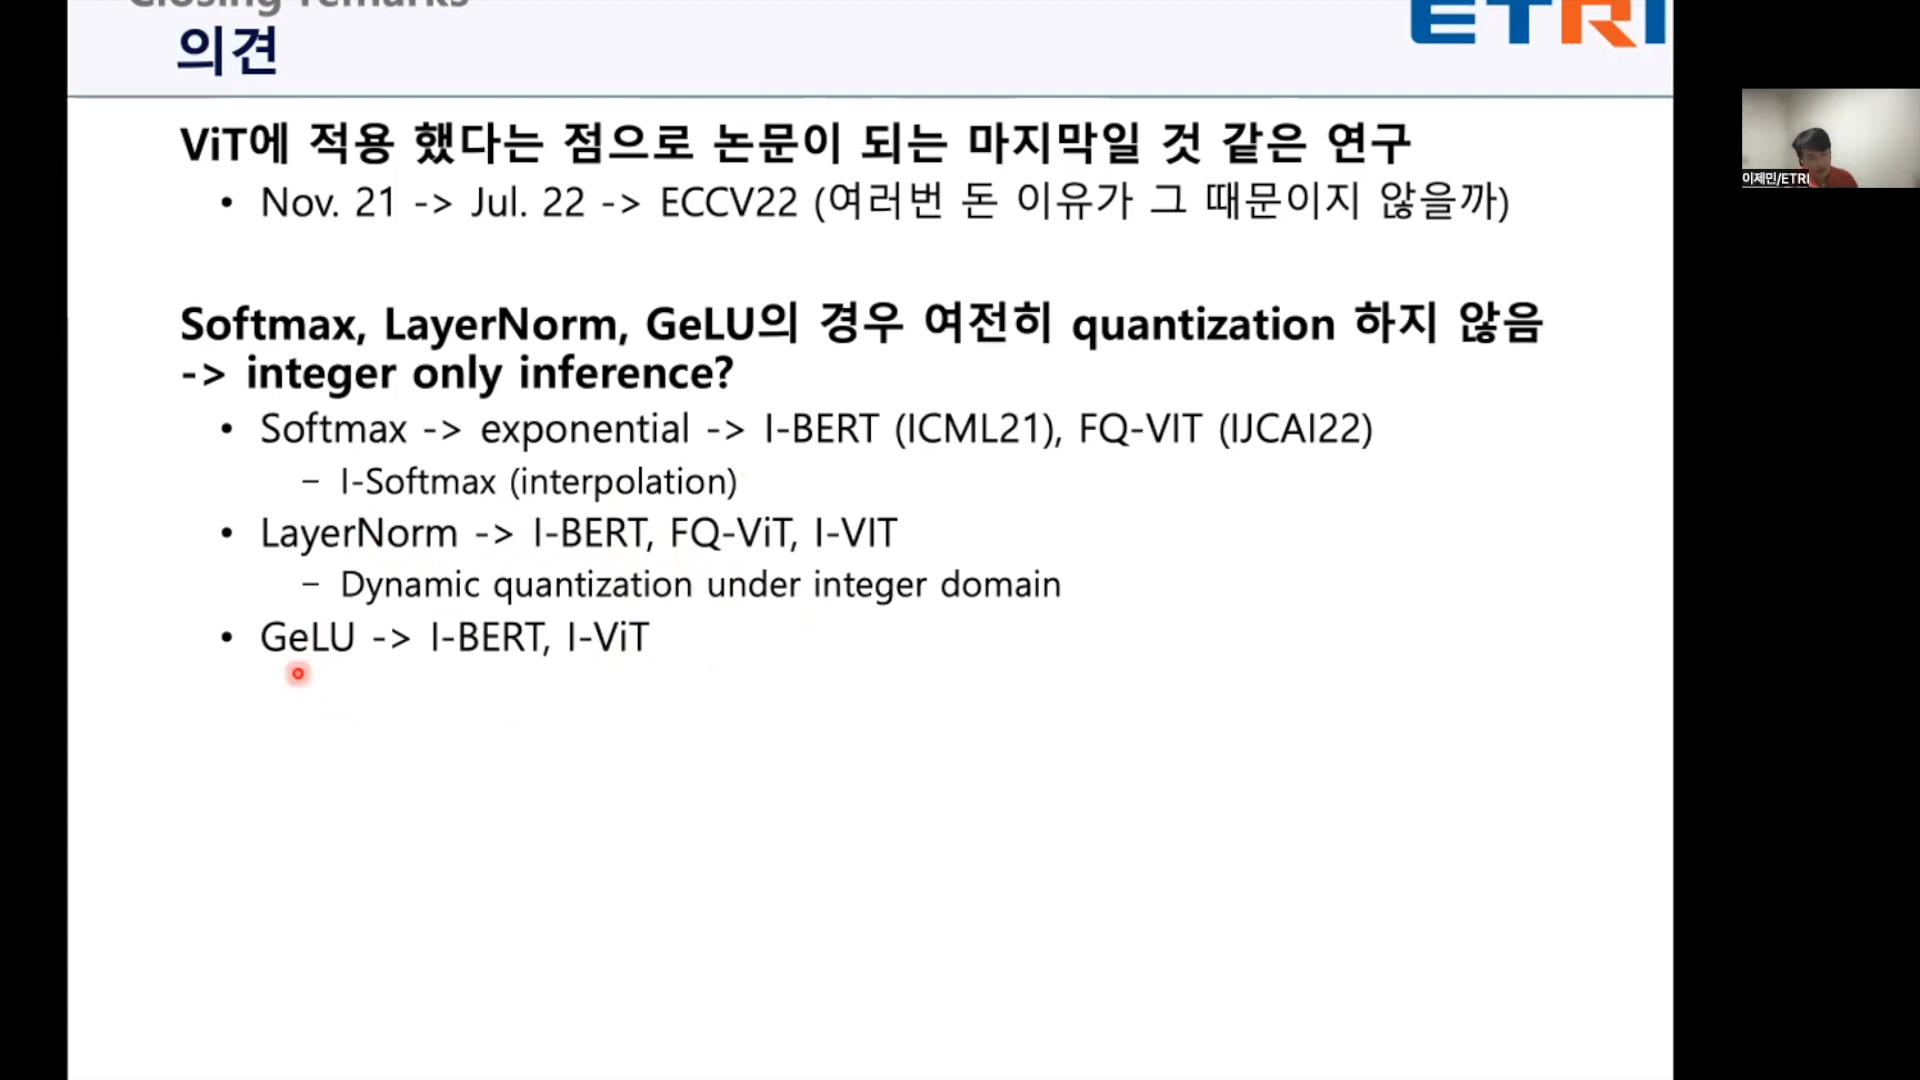 Closing remarks
ETRI
의견
ViT에 적용 했다는 점으로 논문이 되는 마지막일 것 같은 연구
• Nov. 21 -> Jul. 22 -> ECCV22 (여러번 돈 이유가 그 때문이지 않을까)
Softmax, LayerNorm, GeLU의 경우 여전히 quantization 하지 않음
-> integer only inference?
• Softmax -> exponential -> I-BERT (ICML21), FQ-VIT (IJCAI22)
– I-Softmax (interpolation)
• LayerNorm -> I-BERT, FQ-ViT, I-VIT
– Dynamic quantization under integer domain
• GeLU -> I-BERT, I-ViT
이제민/ETRI